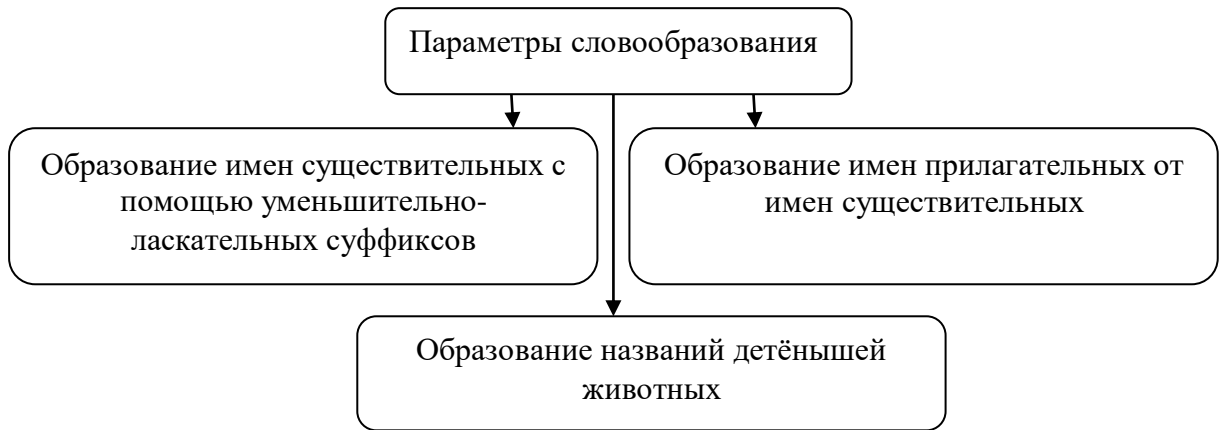 Параметры словообразования
Образование имен существительных с
помощью уменьшительно-
ласкательных суффиксов
Образование имен прилагательных от
имен существительных
Образование названий детёнышей
животных